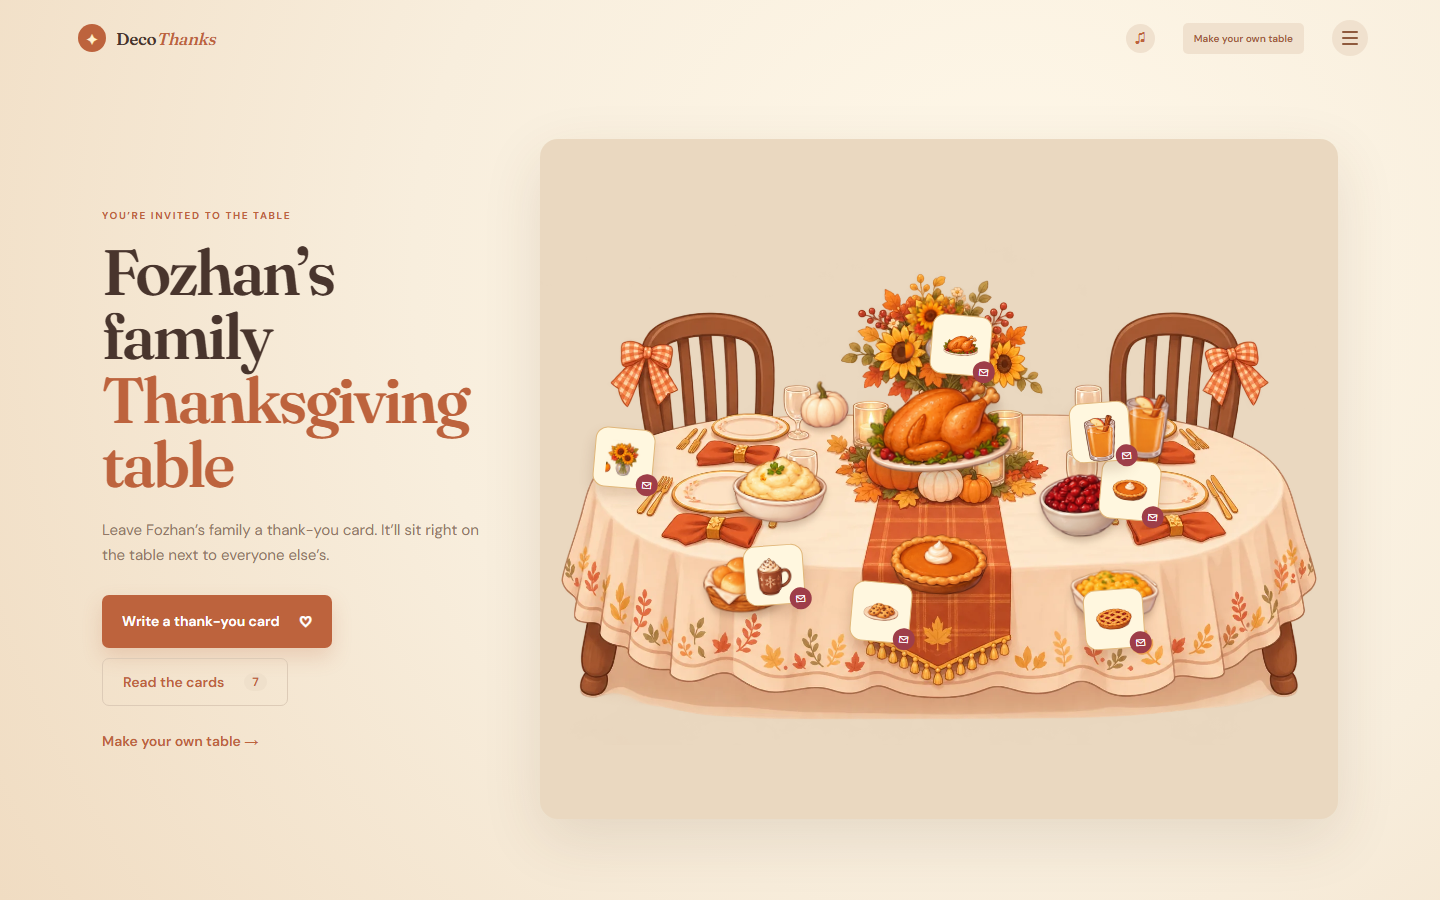 DecoThanks
Make your own table
YOU'RE INVITED TO THE TABLE
Fozhan's
family
Thanksgiving
table
Leave Fozhan's family a thank-you card. It'll sit right on
the table next to everyone else's.
Write a thank-you card
Read the cards 7
Make your own table →